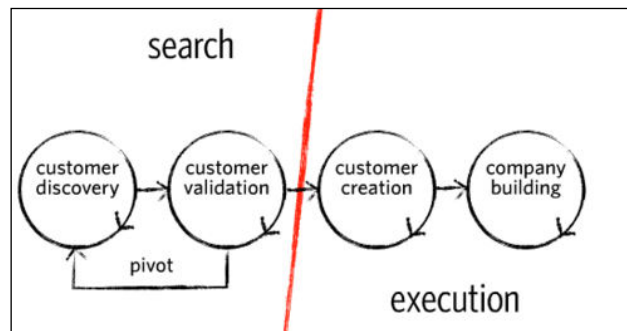 search
customer
discovery
customer
validation
customer
creation
company
building
pivot
execution